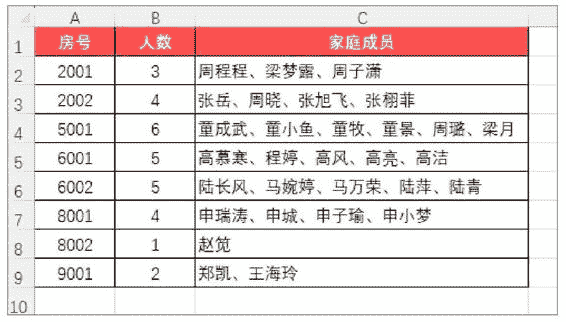 A B C
1 房号 人数 家庭成员
2 2001 3 周程程、梁梦露、周子潇
3 2002 4 张岳、周晓、张旭飞、张栩菲
4 5001 6 董成武、董小鱼、董牧、董景、周璐、梁月
5 6001 5 高慕寒、程婷、高风、高亮、高洁
6 6002 5 陆长风、马婉婷、马万荣、陆萍、陆青
7 8001 4 申瑞涛、申城、申子瑜、申小梦
8 8002 1 赵笕
9 9001 2 郑凯、王海玲
10